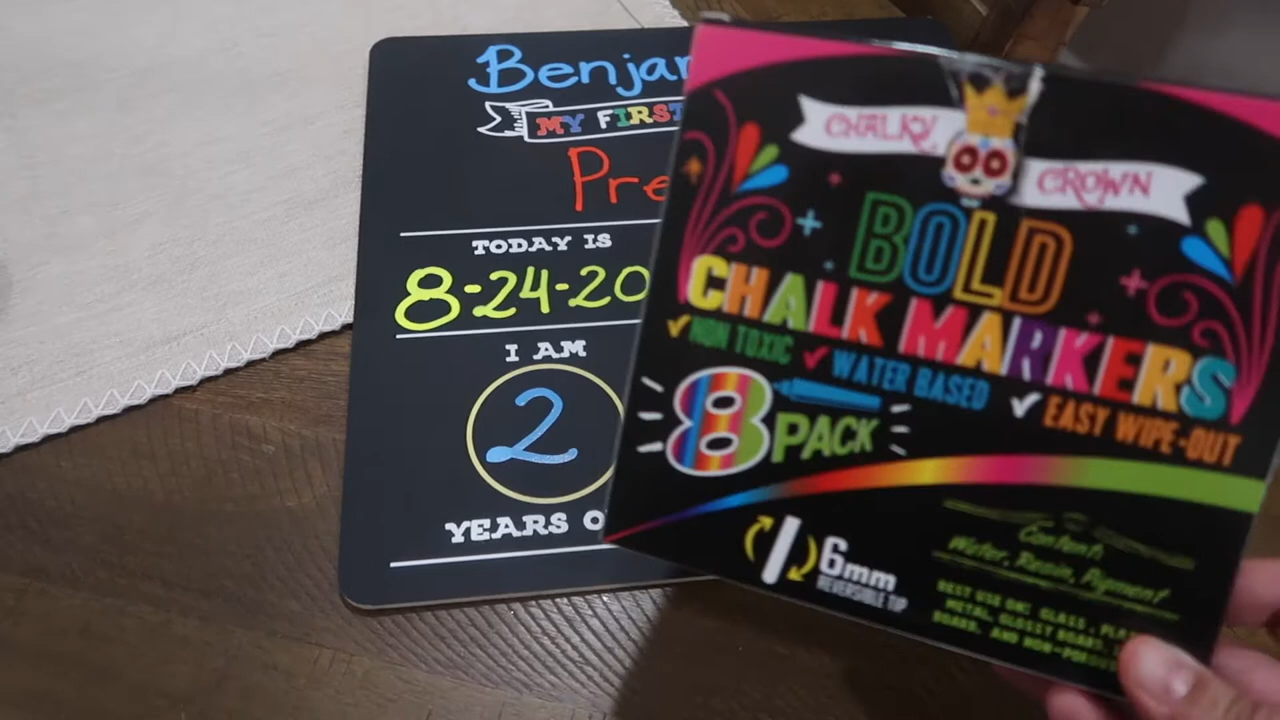 Benjam
MY FIRST
Pre
TODAY IS
8-24-20
I AM
2
YEARS O
CHALKY
CROWN
BOLD
CHALK MARKERS
NON TOXIC
WATER BASED
EASY WIPE-OUT
8 PACK
6mm
REVERSIBLE TIP
Content:
Water, Resin, Pigment
BEST USE ON: GLASS, PLA
METAL, GLOSSY BOARD,
BOARD, AND NON-POROUS